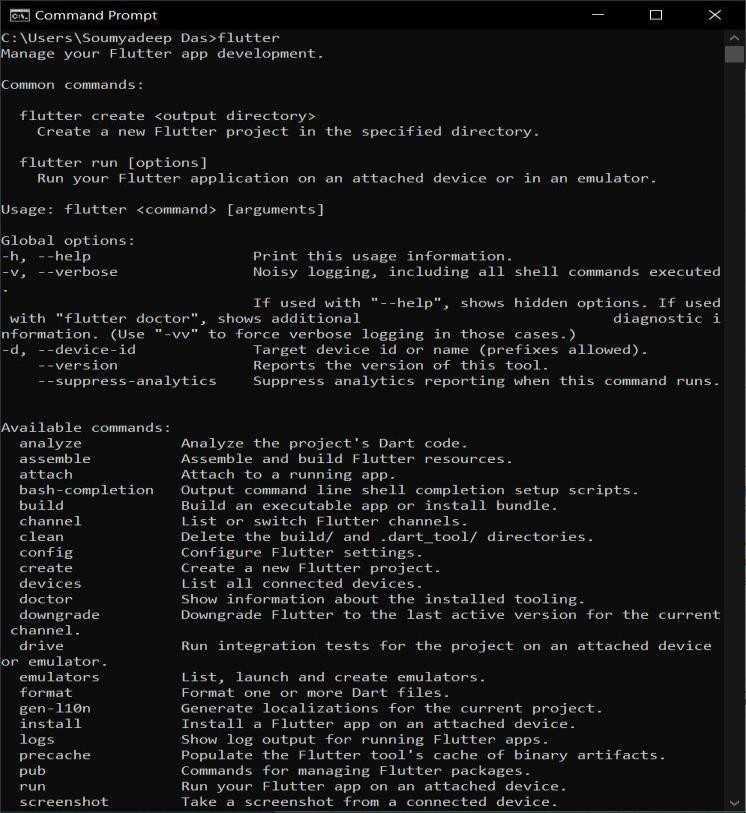 Command Prompt
C:\Users\Soumyadeep Das>flutter
Manage your Flutter app development.
Common commands:
flutter create <output directory>
Create a new Flutter project in the specified directory.
flutter run [options]
Run your Flutter application on an attached device or in an emulator.
Usage: flutter <command> [arguments]
Global options:
-h, --help                  Print this usage information.
-v, --verbose               Noisy logging, including all shell commands executed
.
If used with "--help", shows hidden options. If used
with "flutter doctor", shows additional                            diagnostic i
nformation. (Use "-vv" to force verbose logging in those cases.)
-d, --device-id             Target device id or name (prefixes allowed).
--version               Reports the version of this tool.
--suppress-analytics    Suppress analytics reporting when this command runs.
Available commands:
analyze           Analyze the project's Dart code.
assemble          Assemble and build Flutter resources.
attach            Attach to a running app.
bash-completion   Output command line shell completion setup scripts.
build             Build an executable app or install bundle.
channel           List or switch Flutter channels.
clean             Delete the build/ and .dart_tool/ directories.
config            Configure Flutter settings.
create            Create a new Flutter project.
devices           List all connected devices.
doctor            Show information about the installed tooling.
downgrade         Downgrade Flutter to the last active version for the current
channel.
drive             Run integration tests for the project on an attached device
or emulator.
emulators         List, launch and create emulators.
format            Format one or more Dart files.
gen-l10n          Generate localizations for the current project.
install           Install a Flutter app on an attached device.
logs              Show log output for running Flutter apps.
precache          Populate the Flutter tool's cache of binary artifacts.
pub               Commands for managing Flutter packages.
run               Run your Flutter app on an attached device.
screenshot        Take a screenshot from a connected device.